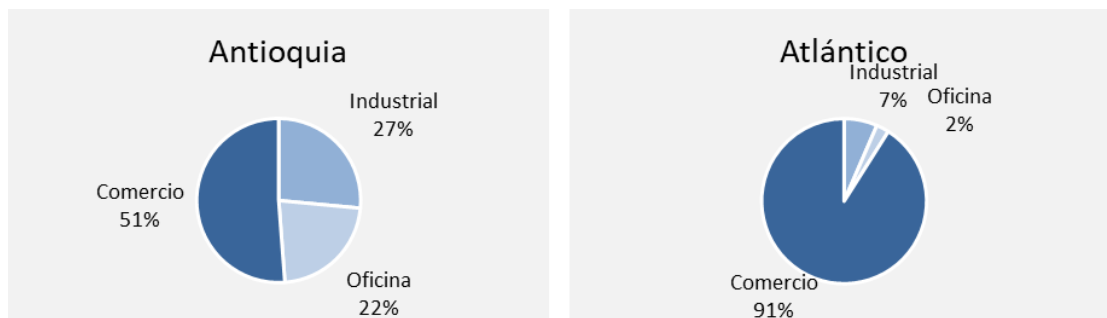 Antioquia
Industrial
27%
Comercio
51%
Oficina
22%
Atlántico
Industrial
7%
Oficina
2%
Comercio
91%